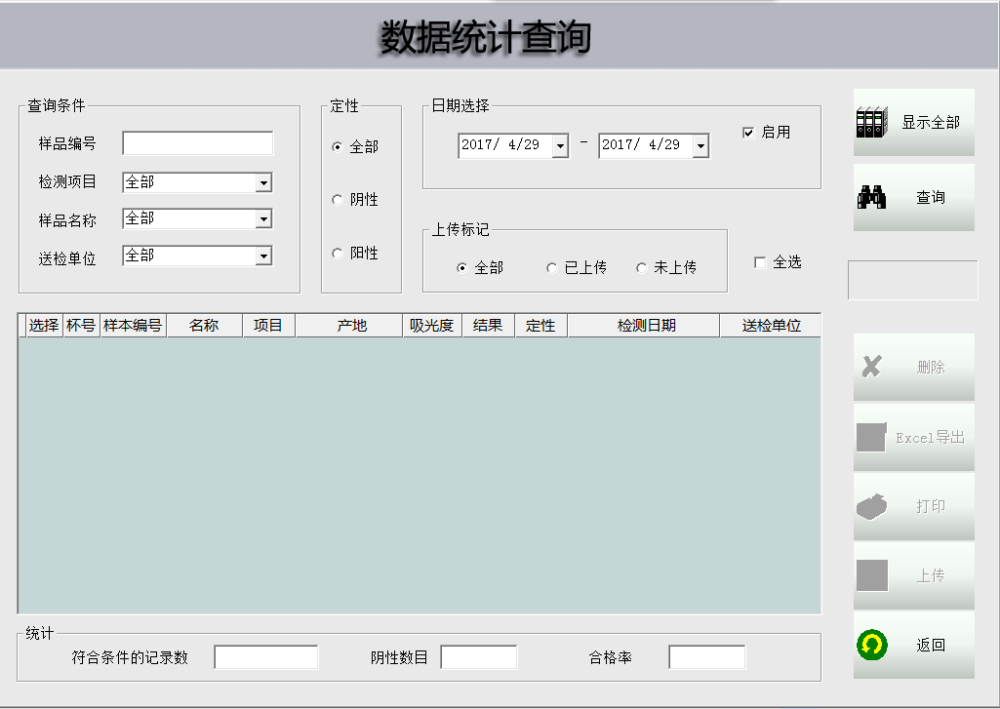 数据统计查询
查询条件
样品编号
检测项目 全部
样品名称 全部
送检单位 全部
定性
全部
阴性
阳性
日期选择
2017/ 4/29 - 2017/ 4/29 启用
上传标记
全部 已上传 未上传
全选
显示全部
查询
选择 杯号 样本编号 名称 项目 产地 吸光度 结果 定性 检测日期 送检单位
删除
Excel导出
打印
上传
返回
统计
符合条件的记录数 阴性数目 合格率